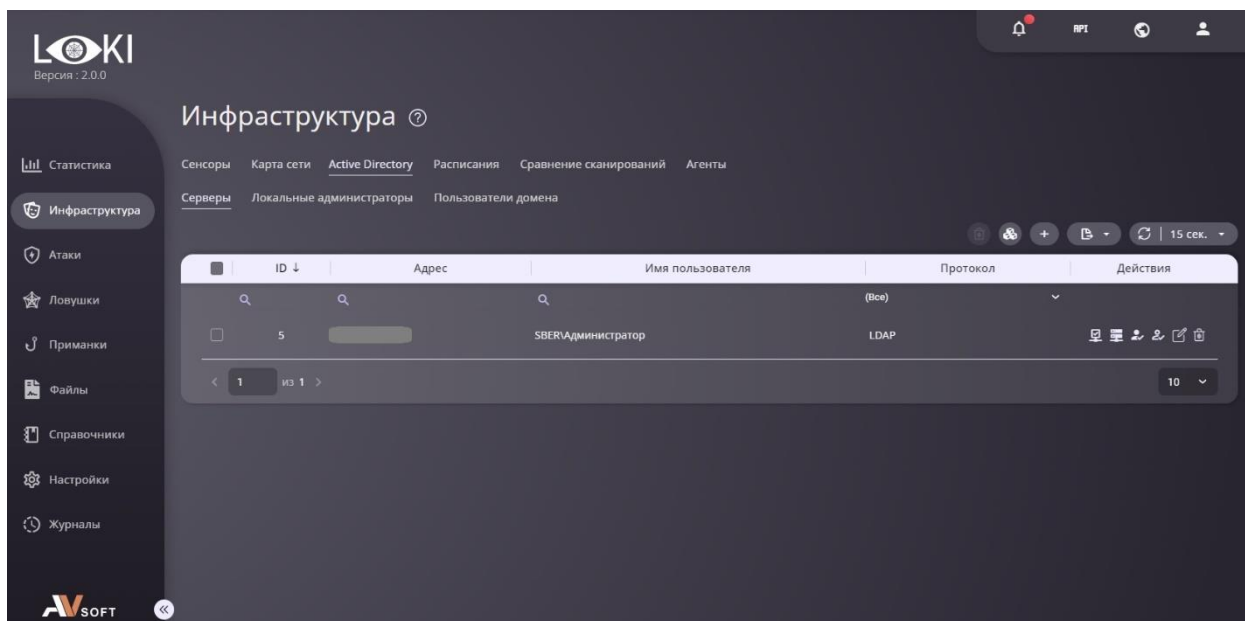 LOKI
Версия : 2.0.0
API
Инфраструктура
Статистика
Инфраструктура
Атаки
Ловушки
Приманки
Файлы
Справочники
Настройки
Журналы
AVSOFT
Сенсоры Карта сети Active Directory Расписания Сравнение сканирований Агенты
Серверы Локальные администраторы Пользователи домена
15 сек.
ID ↓ Адрес Имя пользователя Протокол Действия
(Все)
5 SBER\Администратор LDAP
1 из 1
10